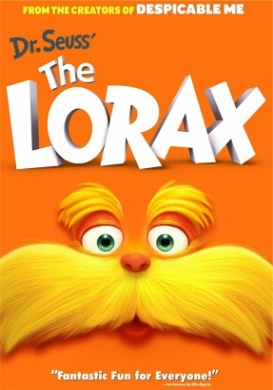 FROM THE CREATORS OF DESPICABLE ME
Dr. Seuss'
The
LORAX
"Fantastic Fun for Everyone!"